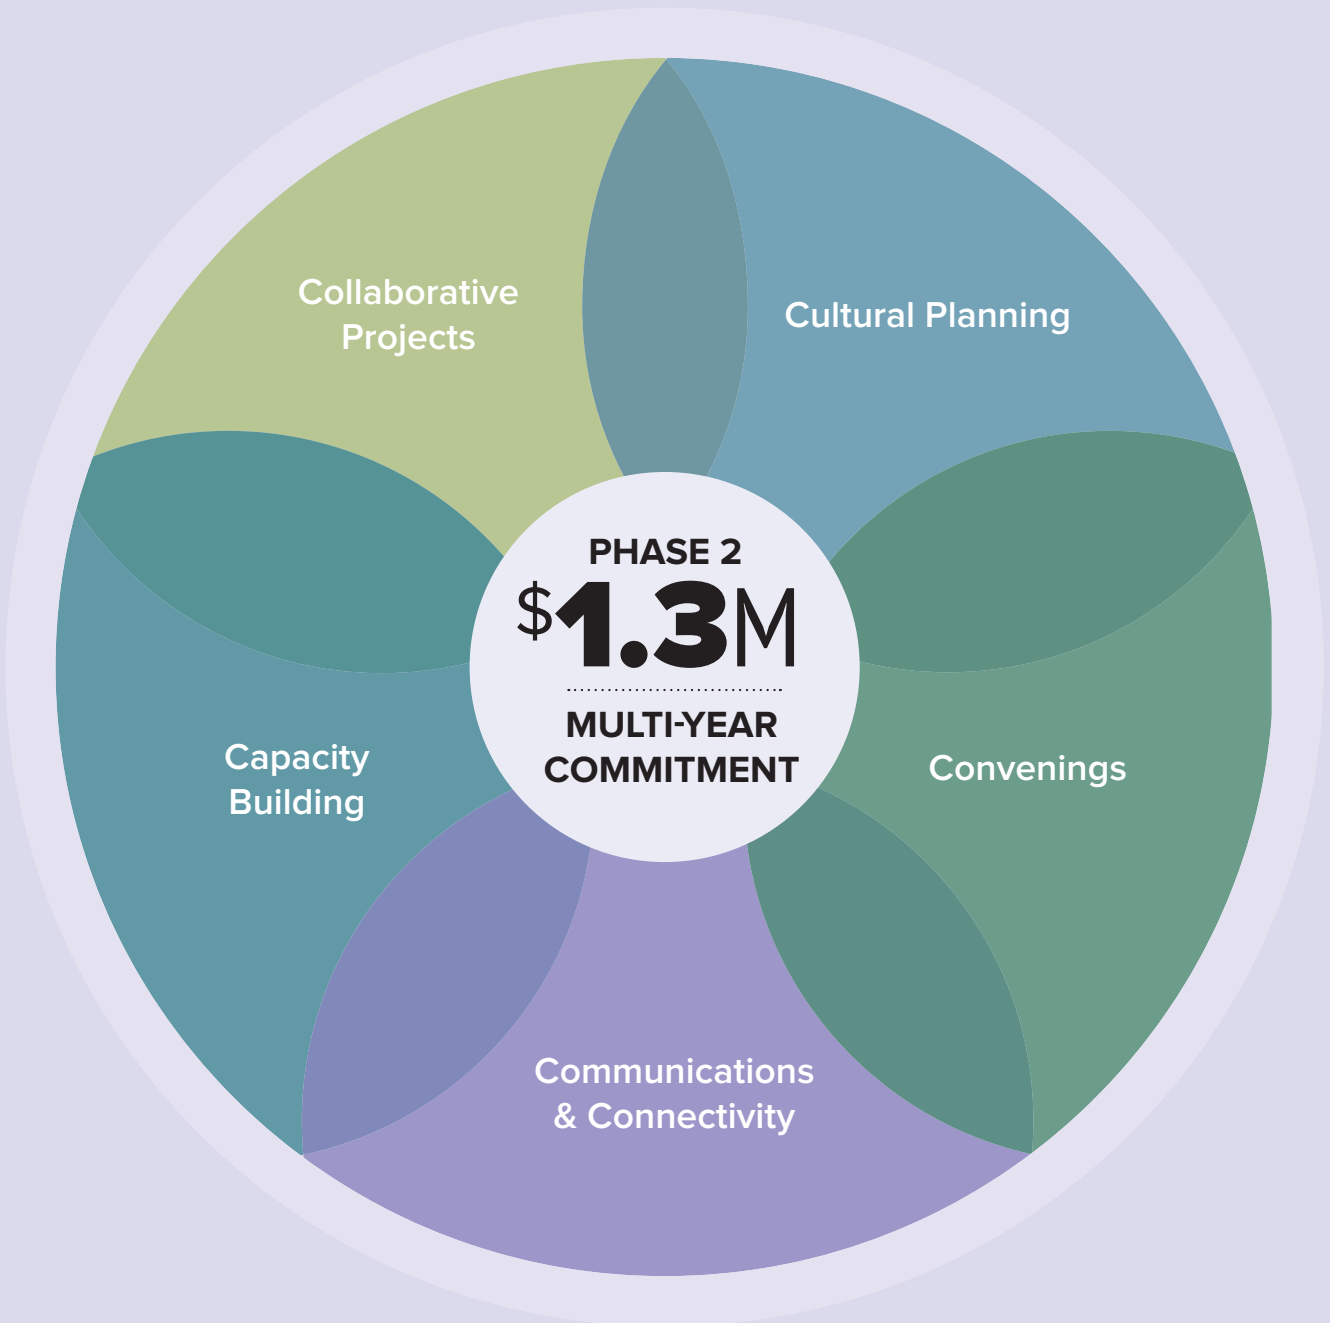 Collaborative
Projects
Cultural Planning
PHASE 2
$1.3M
MULTI-YEAR
COMMITMENT
Capacity
Building
Convenings
Communications
& Connectivity